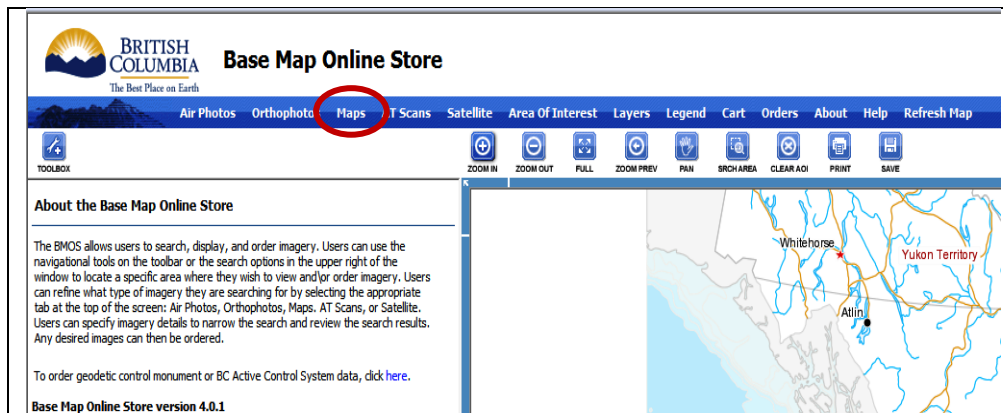 BRITISH
COLUMBIA
The Best Place on Earth
Base Map Online Store
Air Photos Orthophotos Maps AT Scans Satellite Area Of Interest Layers Legend Cart Orders About Help Refresh Map
TOOLBOX
ZOOM IN ZOOM OUT FULL ZOOM PREV PAN SRCH AREA CLEAR AOI PRINT SAVE
About the Base Map Online Store
The BMOS allows users to search, display, and order imagery. Users can use the
navigational tools on the toolbar or the search options in the upper right of the
window to locate a specific area where they wish to view and\or order imagery. Users
can refine what type of imagery they are searching for by selecting the appropriate
tab at the top of the screen: Air Photos, Orthophotos, Maps. AT Scans, or Satellite.
Users can specify imagery details to narrow the search and review the search results.
Any desired images can then be ordered.
To order geodetic control monument or BC Active Control System data, click here.
Base Map Online Store version 4.0.1
Whitehorse
Yukon Territory
Atlin